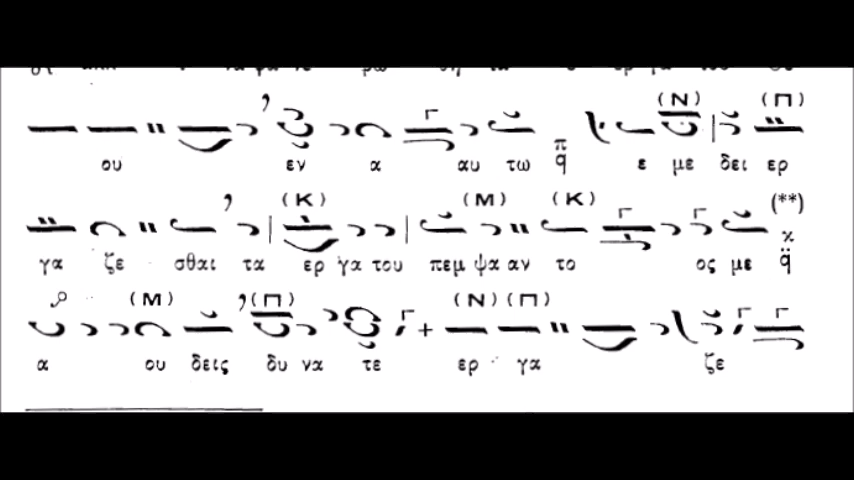 ου εν α αυ τω π q ε με δει ερ (Ν) (Π)
γα ζε σθαι τα ερ γα του πεμ ψα αν το ος με (Κ) (Μ) (Κ) (**)
α ου δεις δυ να τε ερ γα ζε (Μ) (Π) (Ν) (Π)